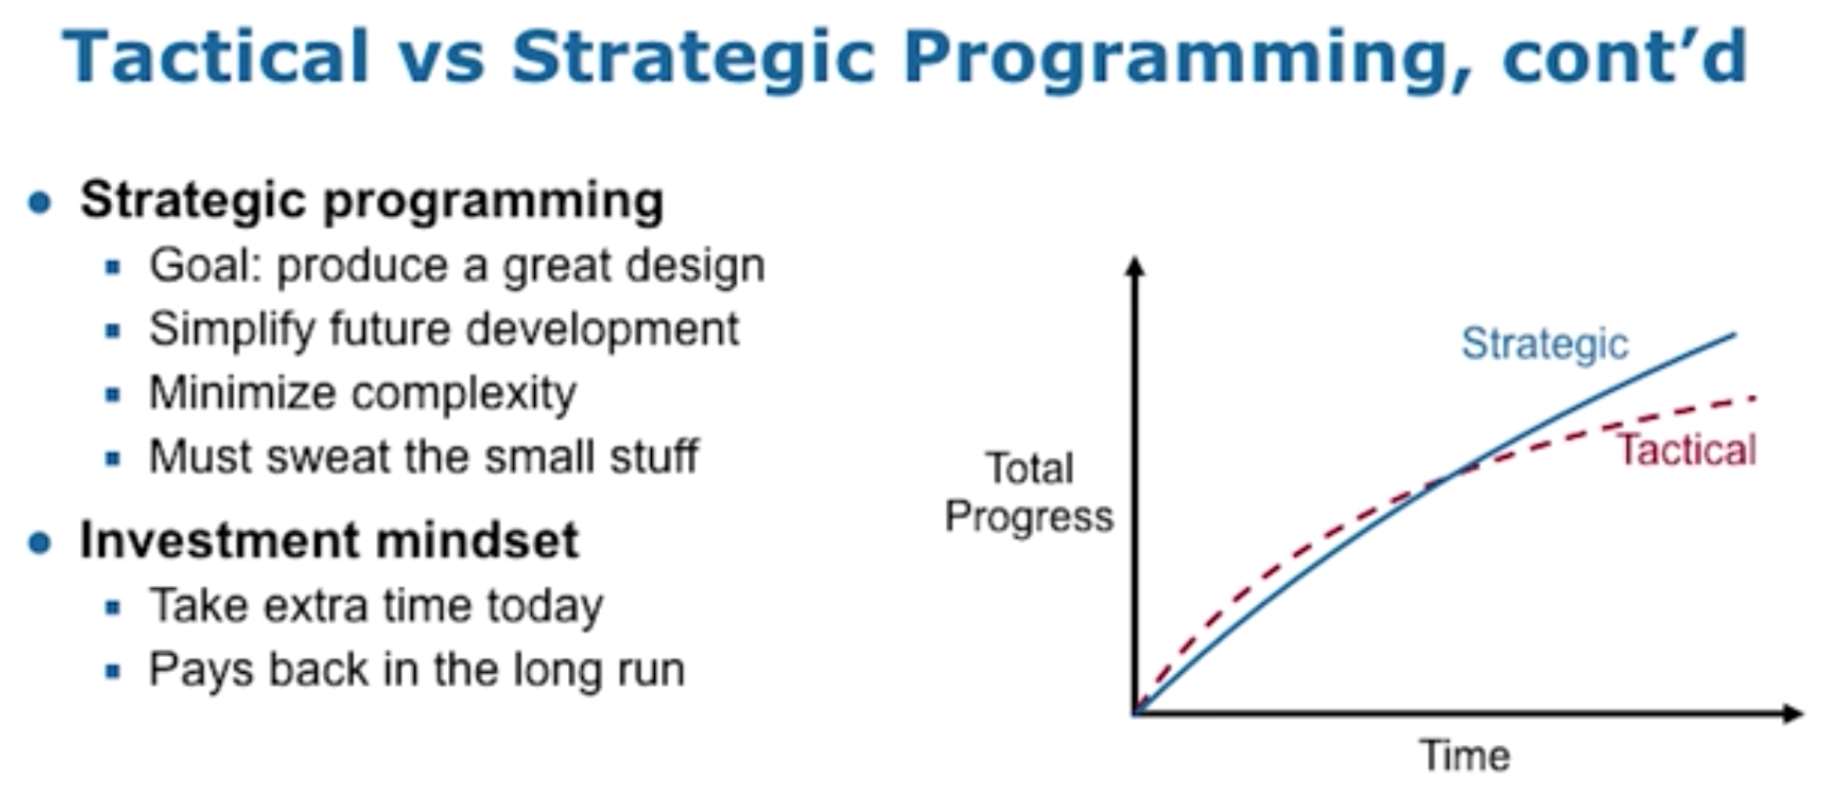 Tactical vs Strategic Programming, cont’d
● Strategic programming
▪ Goal: produce a great design
▪ Simplify future development
▪ Minimize complexity
▪ Must sweat the small stuff
● Investment mindset
▪ Take extra time today
▪ Pays back in the long run
Strategic
Tactical
Total
Progress
Time